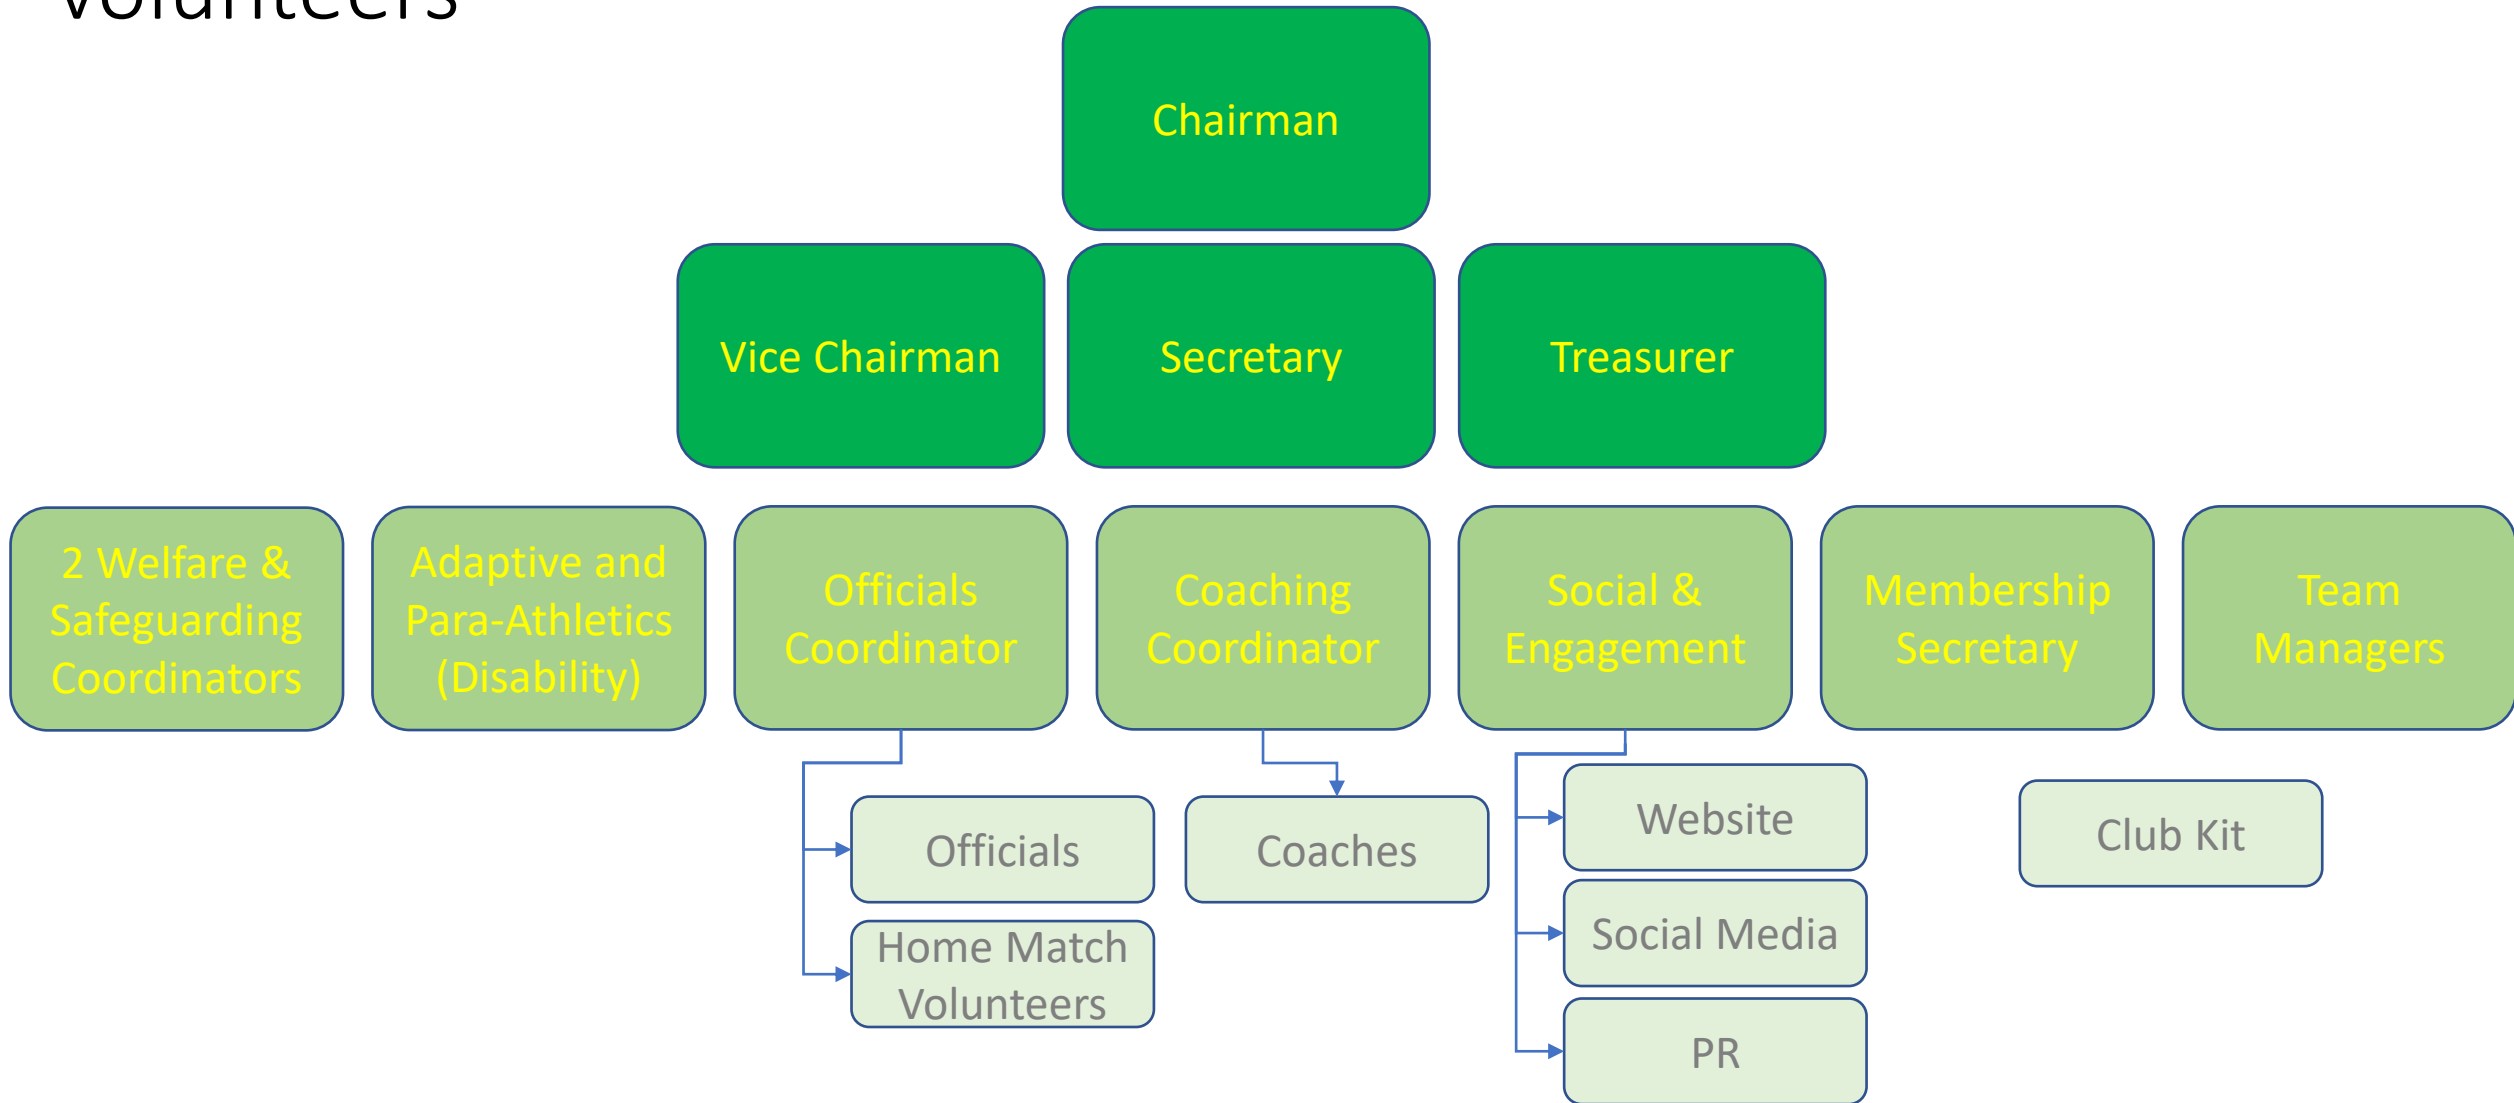 Volunteers
Chairman
Vice Chairman
Secretary
Treasurer
2 Welfare &
Safeguarding
Coordinators
Adaptive and
Para-Athletics
(Disability)
Officials
Coordinator
Coaching
Coordinator
Social &
Engagement
Membership
Secretary
Team
Managers
Officials
Home Match
Volunteers
Coaches
Website
Social Media
PR
Club Kit